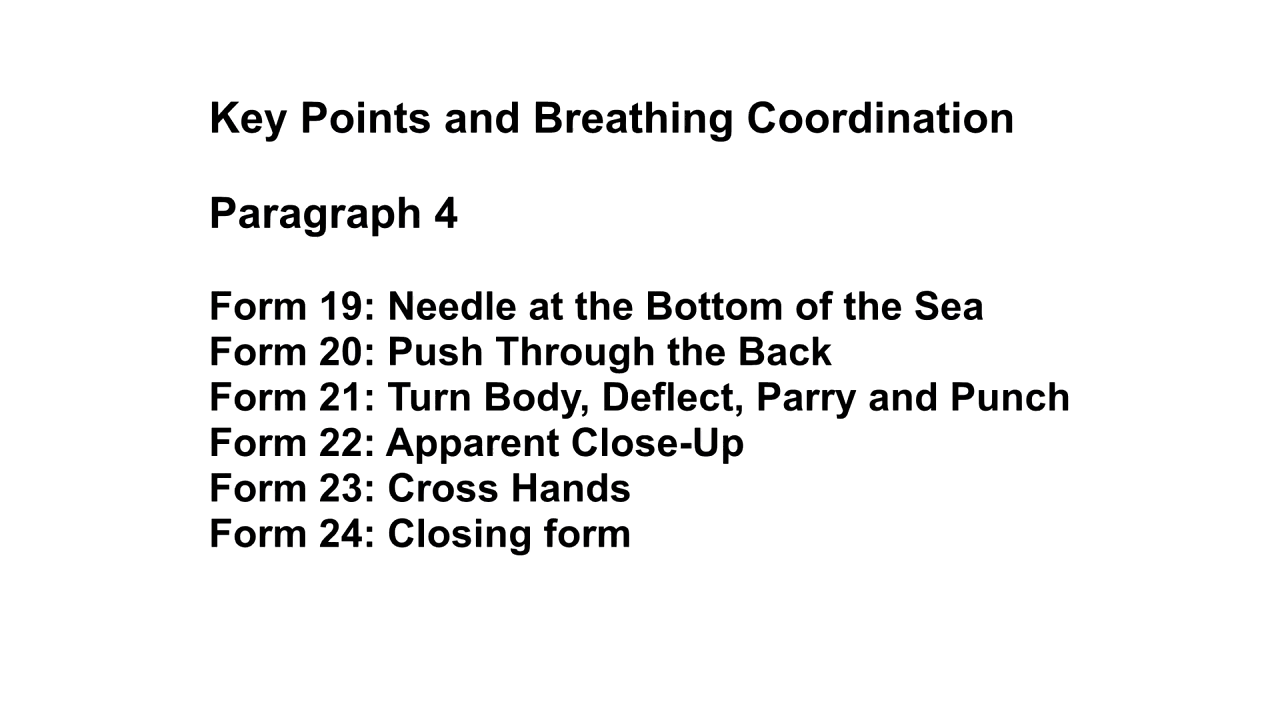 Key Points and Breathing Coordination
Paragraph 4
Form 19: Needle at the Bottom of the Sea
Form 20: Push Through the Back
Form 21: Turn Body, Deflect, Parry and Punch
Form 22: Apparent Close-Up
Form 23: Cross Hands
Form 24: Closing form